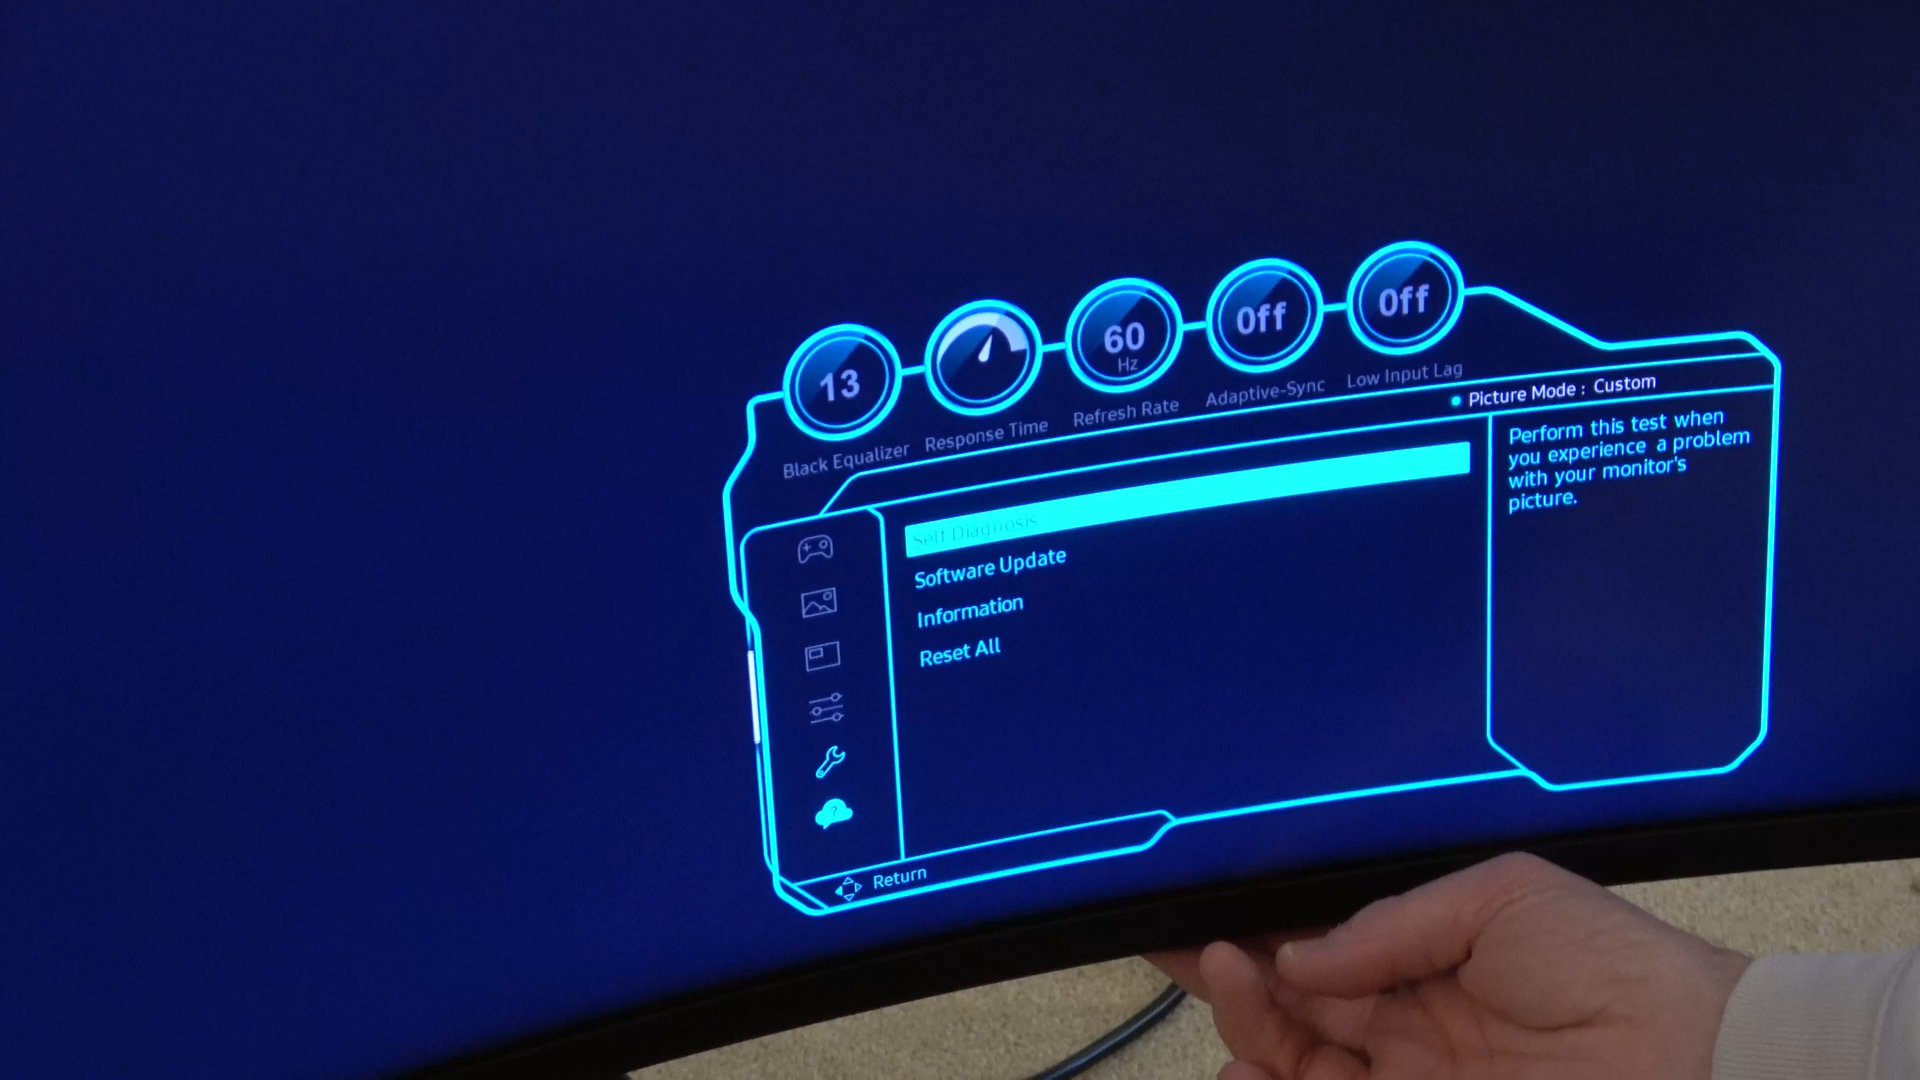 13
60
Hz
Off
Off
Black Equalizer
Response Time
Refresh Rate
Adaptive-Sync
Low Input Lag
Picture Mode : Custom
Self Diagnosis
Software Update
Information
Reset All
Perform this test when
you experience a problem
with your monitor's
picture.
?
Return